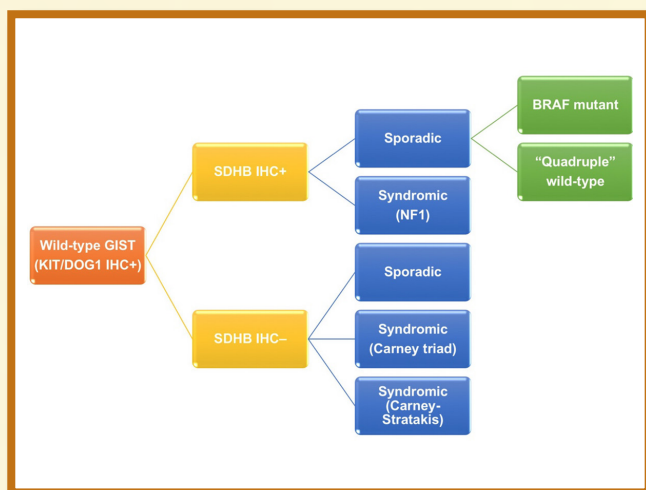 Wild-type GIST
(KIT/DOG1 IHC+)
SDHB IHC+
SDHB IHC–
Sporadic
Syndromic
(NF1)
Sporadic
Syndromic
(Carney triad)
Syndromic
(Carney-
Stratakis)
BRAF mutant
“Quadruple”
wild-type